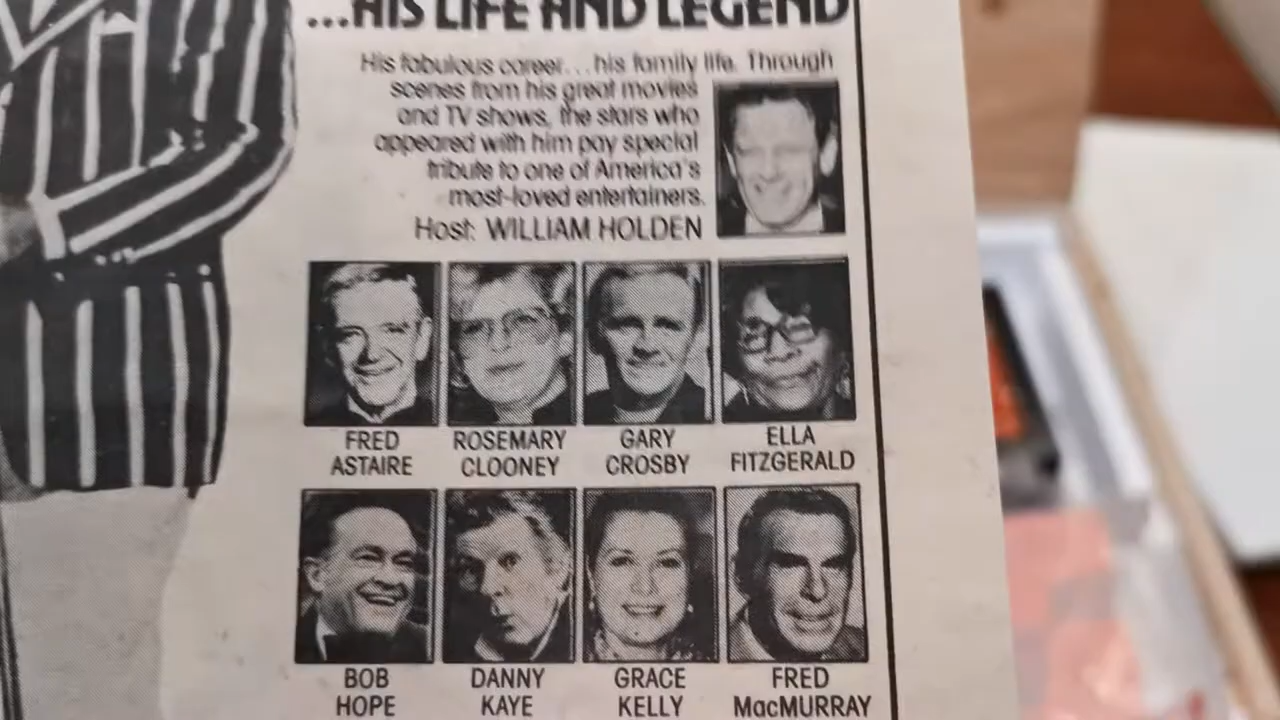 ...HIS LIFE AND LEGEND
His fabulous career...his family life. Through
scenes from his great movies
and TV shows, the stars who
appeared with him pay special
tribute to one of America's
most-loved entertainers.
Host: WILLIAM HOLDEN
FRED
ASTAIRE
ROSEMARY
CLOONEY
GARY
CROSBY
ELLA
FITZGERALD
BOB
HOPE
DANNY
KAYE
GRACE
KELLY
FRED
MacMURRAY